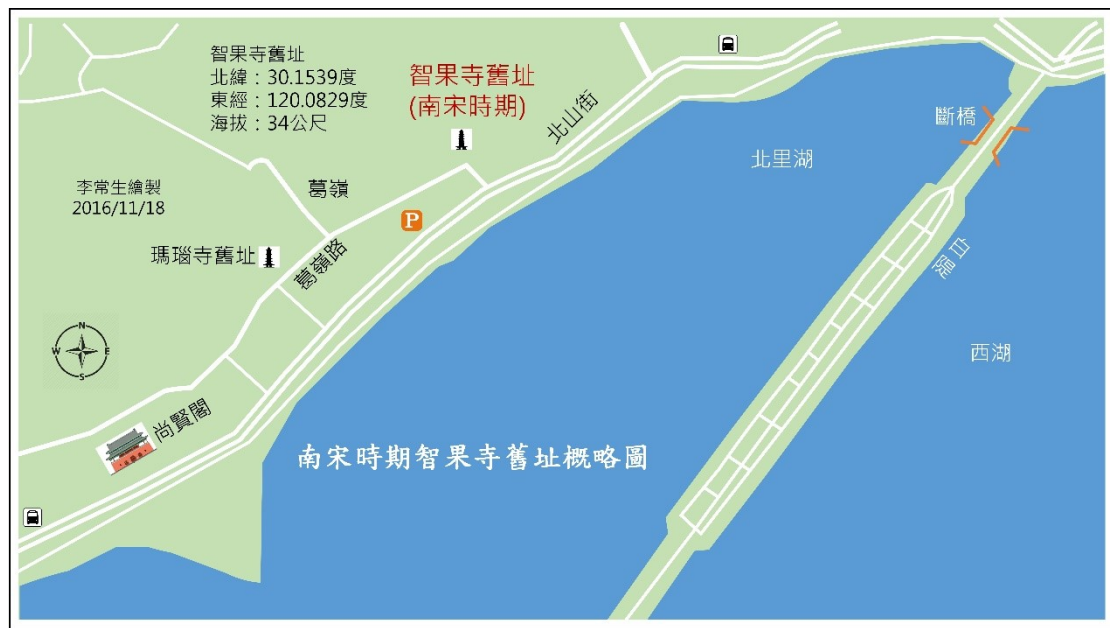 智果寺舊址
北緯：30.1539度
東經：120.0829度
海拔：34公尺
智果寺舊址
(南宋時期)
北山街
斷橋
北里湖
李常生繪製
2016/11/18
葛嶺
P
瑪瑙寺舊址
葛嶺路
白隄
N
W
E
S
西湖
尚賢閣
南宋時期智果寺舊址概略圖